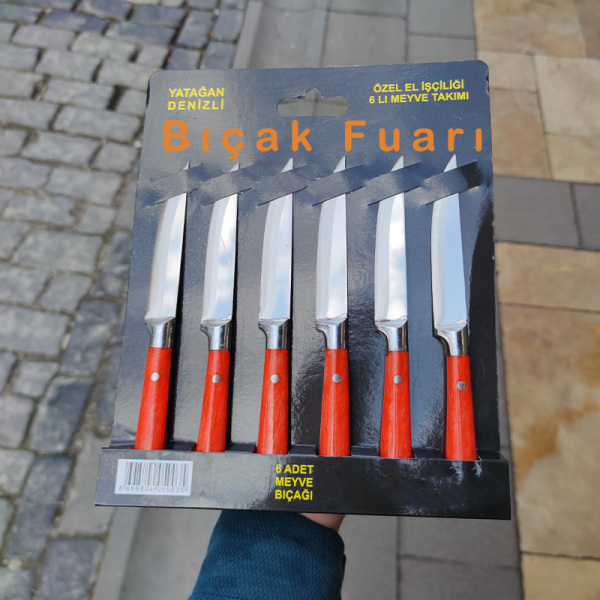 YATAĞAN
DENİZLİ
ÖZEL EL İŞÇİLİĞİ
6 LI MEYVE TAKIMI
Bıçak Fuarı
6 ADET
MEYVE
BIÇAĞI